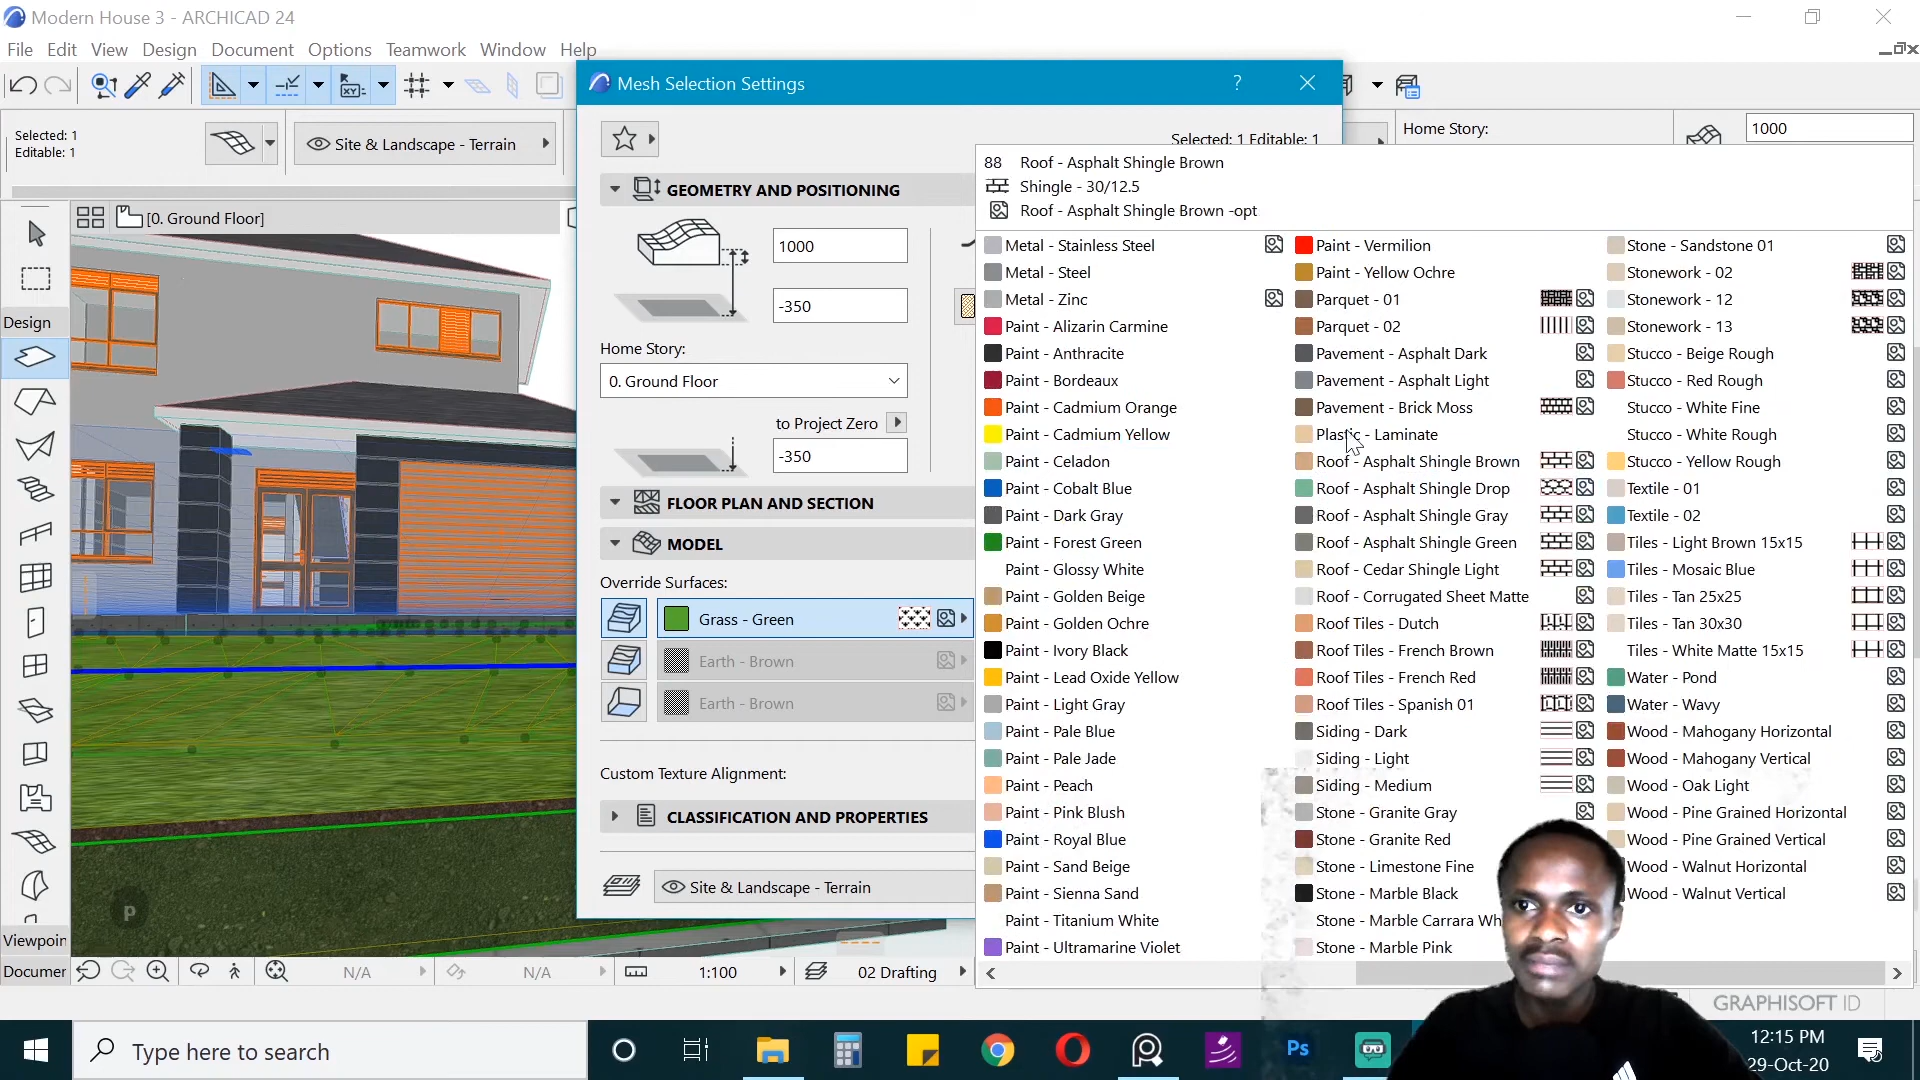 Modern House 3 - ARCHICAD 24
File Edit View Design Document Options Teamwork Window Help
Mesh Selection Settings
?
Selected: 1
Editable: 1
Site & Landscape - Terrain
Selected: 1 Editable: 1
Home Story:
1000
[0. Ground Floor]
Design
Viewpoin
Documen
GEOMETRY AND POSITIONING
1000
-350
Home Story:
0. Ground Floor
to Project Zero
-350
FLOOR PLAN AND SECTION
MODEL
Override Surfaces:
Grass - Green
Earth - Brown
Earth - Brown
Custom Texture Alignment:
CLASSIFICATION AND PROPERTIES
Site & Landscape - Terrain
88 Roof - Asphalt Shingle Brown
Shingle - 30/12.5
Roof - Asphalt Shingle Brown -opt
Metal - Stainless Steel
Metal - Steel
Metal - Zinc
Paint - Alizarin Carmine
Paint - Anthracite
Paint - Bordeaux
Paint - Cadmium Orange
Paint - Cadmium Yellow
Paint - Celadon
Paint - Cobalt Blue
Paint - Dark Gray
Paint - Forest Green
Paint - Glossy White
Paint - Golden Beige
Paint - Golden Ochre
Paint - Ivory Black
Paint - Lead Oxide Yellow
Paint - Light Gray
Paint - Pale Blue
Paint - Pale Jade
Paint - Peach
Paint - Pink Blush
Paint - Royal Blue
Paint - Sand Beige
Paint - Sienna Sand
Paint - Titanium White
Paint - Ultramarine Violet
Paint - Vermilion
Paint - Yellow Ochre
Parquet - 01
Parquet - 02
Pavement - Asphalt Dark
Pavement - Asphalt Light
Pavement - Brick Moss
Plastic - Laminate
Roof - Asphalt Shingle Brown
Roof - Asphalt Shingle Drop
Roof - Asphalt Shingle Gray
Roof - Asphalt Shingle Green
Roof - Cedar Shingle Light
Roof - Corrugated Sheet Matte
Roof Tiles - Dutch
Roof Tiles - French Brown
Roof Tiles - French Red
Roof Tiles - Spanish 01
Siding - Dark
Siding - Light
Siding - Medium
Stone - Granite Gray
Stone - Granite Red
Stone - Limestone Fine
Stone - Marble Black
Stone - Marble Carrara Wh
Stone - Marble Pink
Stone - Sandstone 01
Stonework - 02
Stonework - 12
Stonework - 13
Stucco - Beige Rough
Stucco - Red Rough
Stucco - White Fine
Stucco - White Rough
Stucco - Yellow Rough
Textile - 01
Textile - 02
Tiles - Light Brown 15x15
Tiles - Mosaic Blue
Tiles - Tan 25x25
Tiles - Tan 30x30
Tiles - White Matte 15x15
Water - Pond
Water - Wavy
Wood - Mahogany Horizontal
Wood - Mahogany Vertical
Wood - Oak Light
Wood - Pine Grained Horizontal
Wood - Pine Grained Vertical
Wood - Walnut Horizontal
Wood - Walnut Vertical
p
N/A N/A 1:100 02 Drafting
GRAPHISOFT ID
Type here to search
Ps
12:15 PM
29-Oct-20